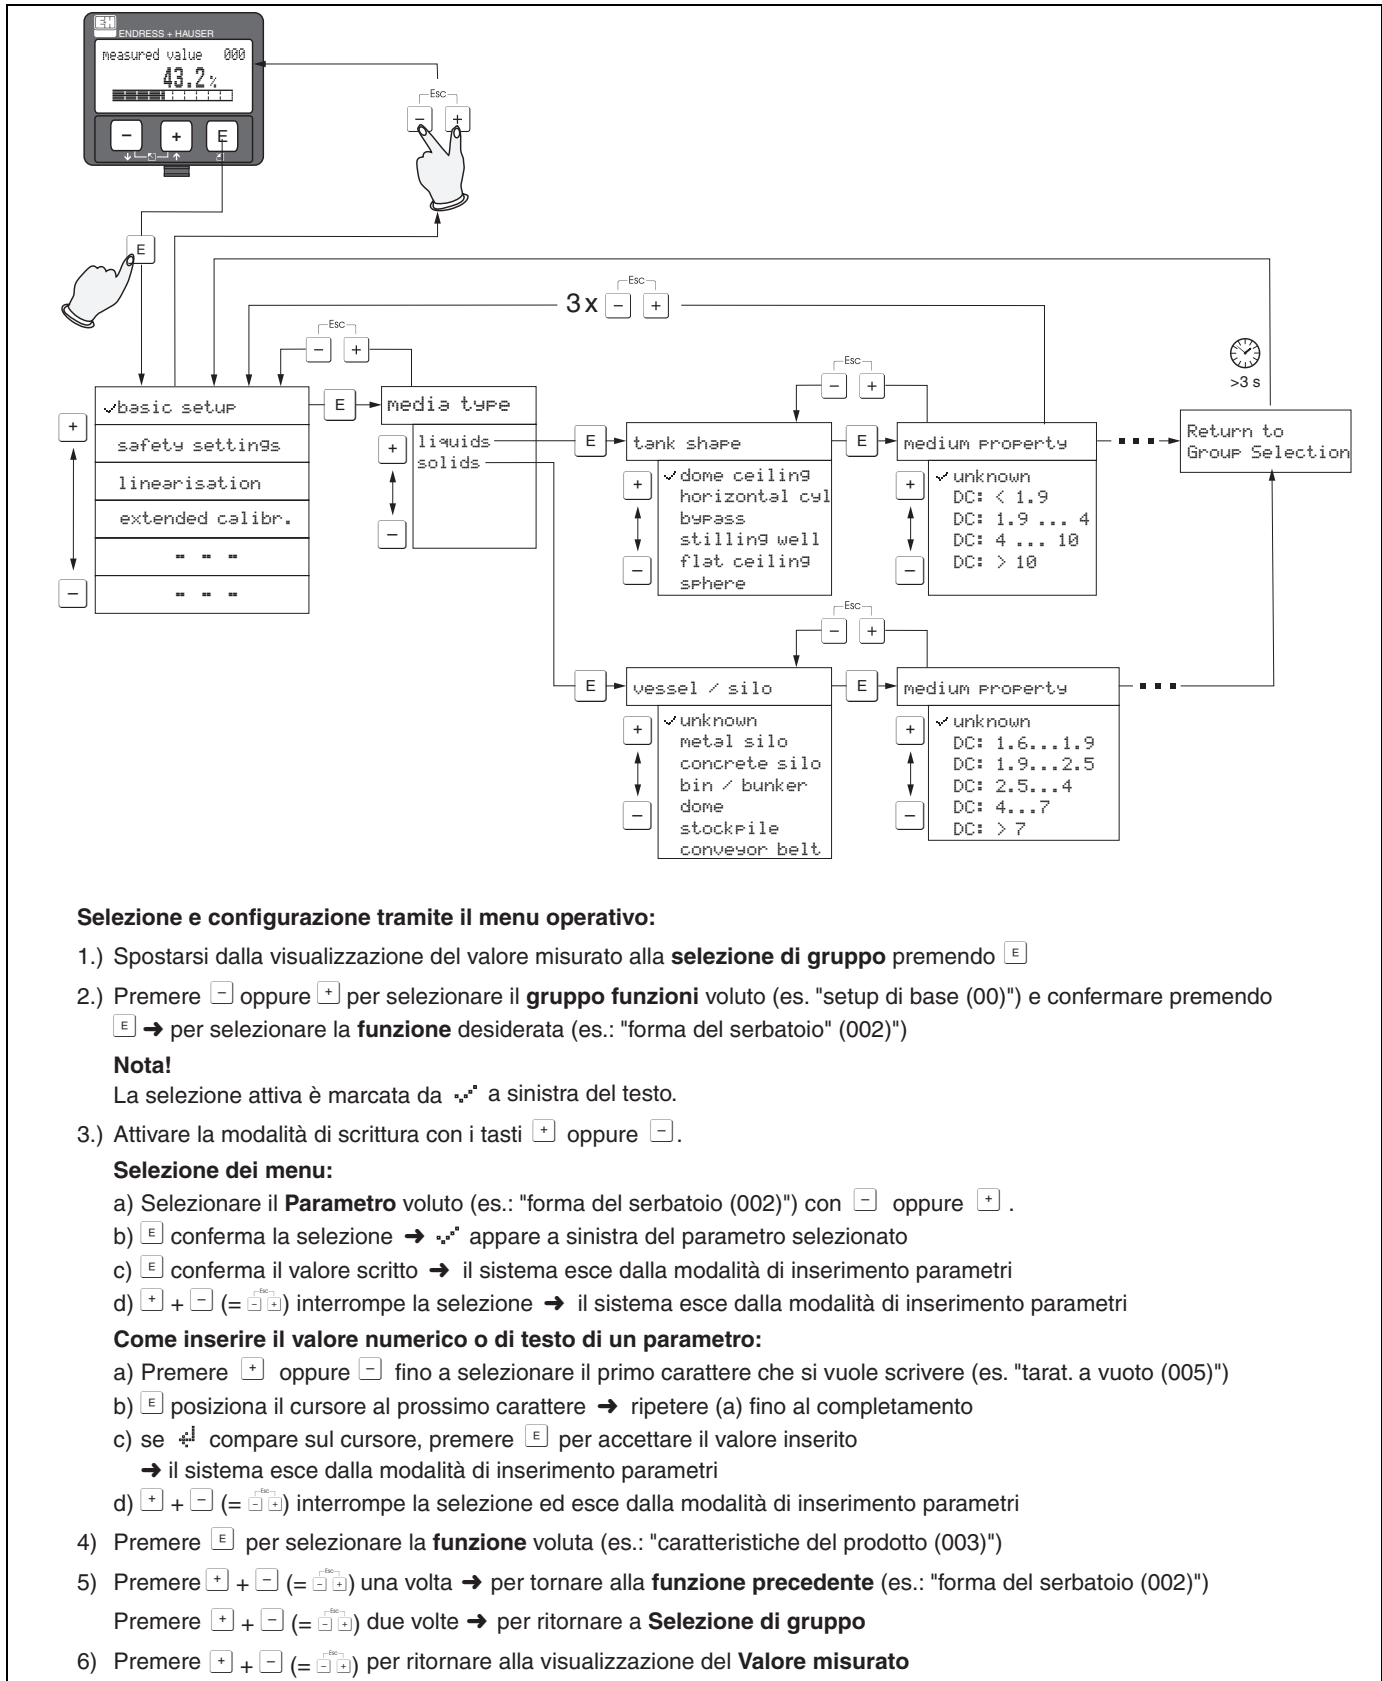 EH
ENDRESS + HAUSER
measured value 000
43.2 %
– + E
Esc
– +
E
Esc
3 x – +
Esc
– +
Esc
– +
>3 s
✓basic setup
safety settings
linearisation
extended calibr.
- - -
- - -
+
–
E
media type
liquids
solids
+
–
E
tank shape
✓dome ceiling
horizontal cyl
bypass
stilling well
flat ceiling
sphere
+
–
E
medium property
✓unknown
DC: < 1.9
DC: 1.9 ... 4
DC: 4 ... 10
DC: > 10
+
–
Return to
Group Selection
Esc
– +
E
vessel / silo
✓unknown
metal silo
concrete silo
bin / bunker
dome
stockpile
conveyor belt
+
–
E
medium property
✓unknown
DC: 1.6...1.9
DC: 1.9...2.5
DC: 2.5...4
DC: 4...7
DC: > 7
+
–
Selezione e configurazione tramite il menu operativo:
1.) Spostarsi dalla visualizzazione del valore misurato alla selezione di gruppo premendo E
2.) Premere – oppure + per selezionare il gruppo funzioni voluto (es. "setup di base (00)") e confermare premendo
E ➜ per selezionare la funzione desiderata (es.: "forma del serbatoio" (002)")
Nota!
La selezione attiva è marcata da ✓ a sinistra del testo.
3.) Attivare la modalità di scrittura con i tasti + oppure –.
Selezione dei menu:
a) Selezionare il Parametro voluto (es.: "forma del serbatoio (002)") con – oppure + .
b) E conferma la selezione ➜ ✓ appare a sinistra del parametro selezionato
c) E conferma il valore scritto ➜ il sistema esce dalla modalità di inserimento parametri
d) + + – (= Esc – +) interrompe la selezione ➜ il sistema esce dalla modalità di inserimento parametri
Come inserire il valore numerico o di testo di un parametro:
a) Premere + oppure – fino a selezionare il primo carattere che si vuole scrivere (es. "tarat. a vuoto (005)")
b) E posiziona il cursore al prossimo carattere ➜ ripetere (a) fino al completamento
c) se ↵ compare sul cursore, premere E per accettare il valore inserito
➜ il sistema esce dalla modalità di inserimento parametri
d) + + – (= Esc – +) interrompe la selezione ed esce dalla modalità di inserimento parametri
4) Premere E per selezionare la funzione voluta (es.: "caratteristiche del prodotto (003)")
5) Premere + + – (= Esc – +) una volta ➜ per tornare alla funzione precedente (es.: "forma del serbatoio (002)")
Premere + + – (= Esc – +) due volte ➜ per ritornare a Selezione di gruppo
6) Premere + + – (= Esc – +) per ritornare alla visualizzazione del Valore misurato